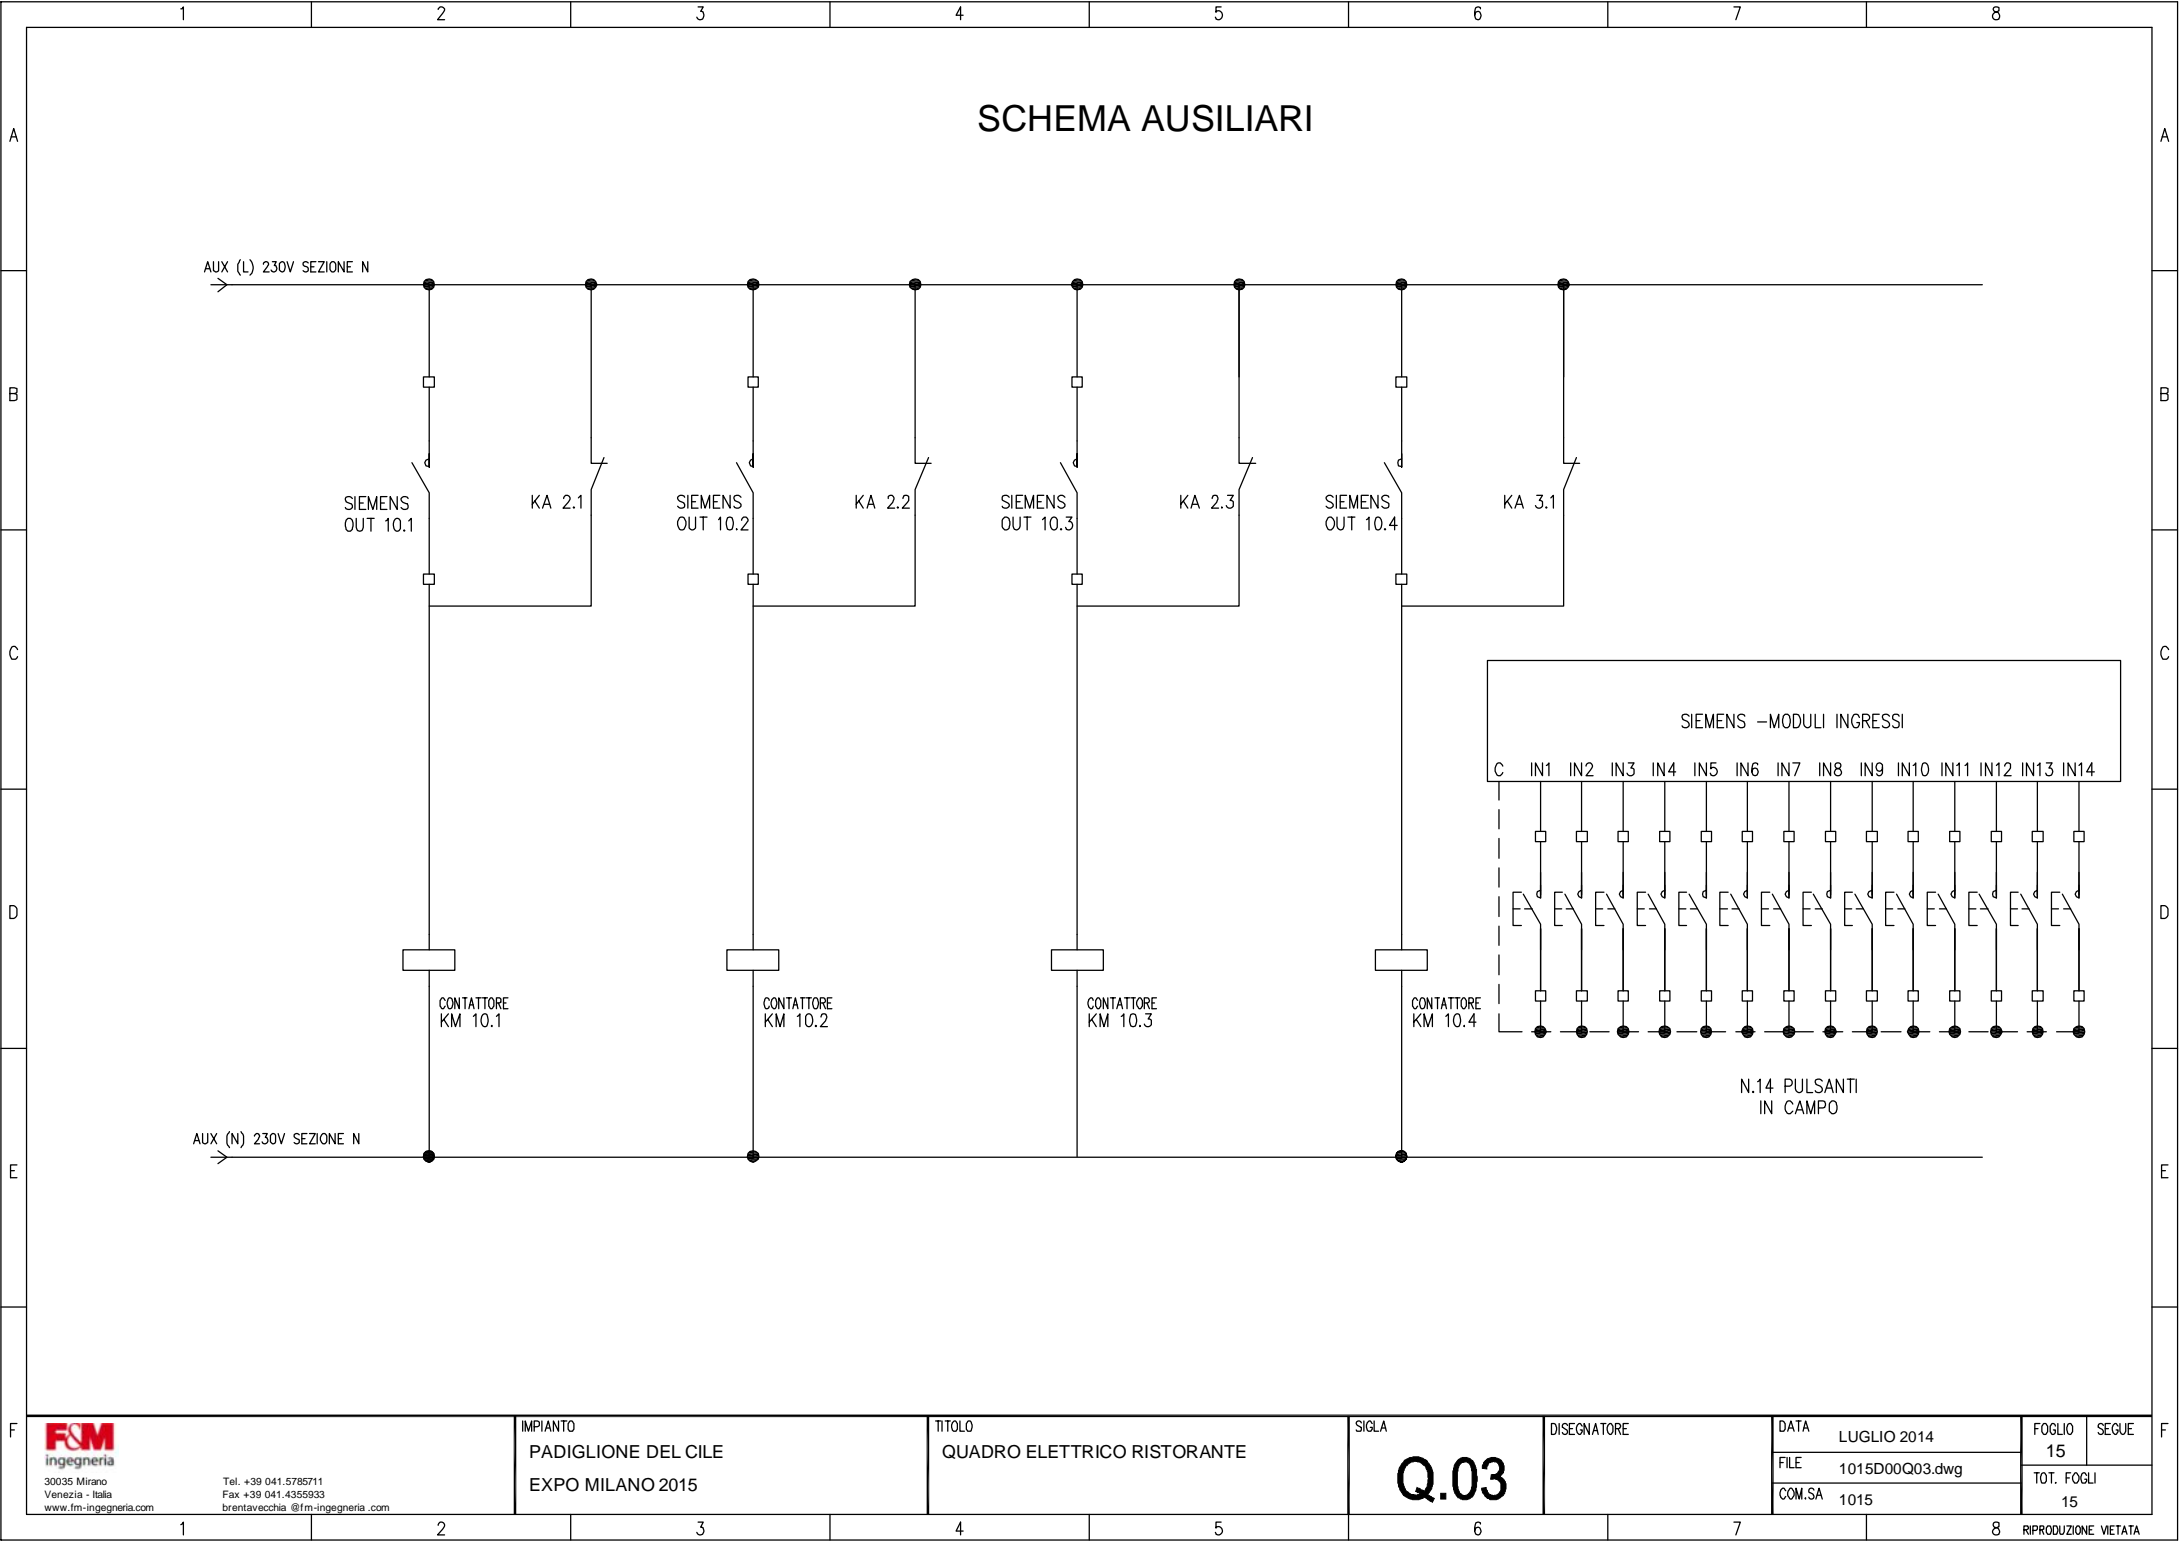 1 2 3 4 5 6 7 8
SCHEMA AUSILIARI
A A
AUX (L) 230V SEZIONE N
B B
SIEMENS
OUT 10.1
KA 2.1
SIEMENS
OUT 10.2
KA 2.2
SIEMENS
OUT 10.3
KA 2.3
SIEMENS
OUT 10.4
KA 3.1
C C
SIEMENS -MODULI INGRESSI
C IN1 IN2 IN3 IN4 IN5 IN6 IN7 IN8 IN9 IN10 IN11 IN12 IN13 IN14
D D
CONTATTORE
KM 10.1
CONTATTORE
KM 10.2
CONTATTORE
KM 10.3
CONTATTORE
KM 10.4
N.14 PULSANTI
IN CAMPO
AUX (N) 230V SEZIONE N
E E
F F
F&M
ingegneria
30035 Mirano
Venezia - Italia
www.fm-ingegneria.com
Tel. +39 041.5785711
Fax +39 041.4355933
brentavecchia @fm-ingegneria .com
IMPIANTO
PADIGLIONE DEL CILE
EXPO MILANO 2015
TITOLO
QUADRO ELETTRICO RISTORANTE
SIGLA
Q.03
DISEGNATORE
DATA LUGLIO 2014
FILE 1015D00Q03.dwg
COM.SA 1015
FOGLIO
15
SEGUE
TOT. FOGLI
15
1 2 3 4 5 6 7 8
RIPRODUZIONE VIETATA